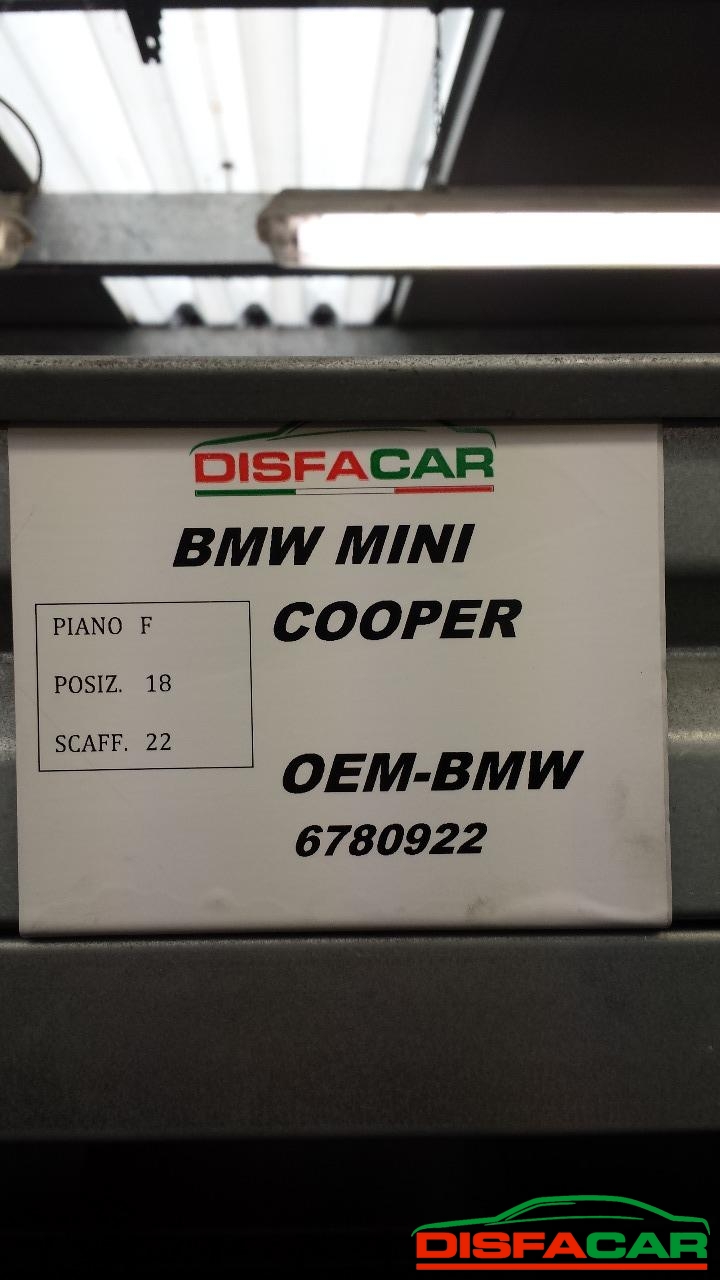 DISFACAR
BMW MINI
COOPER
PIANO F
POSIZ. 18
SCAFF. 22
OEM-BMW
6780922
DISFACAR